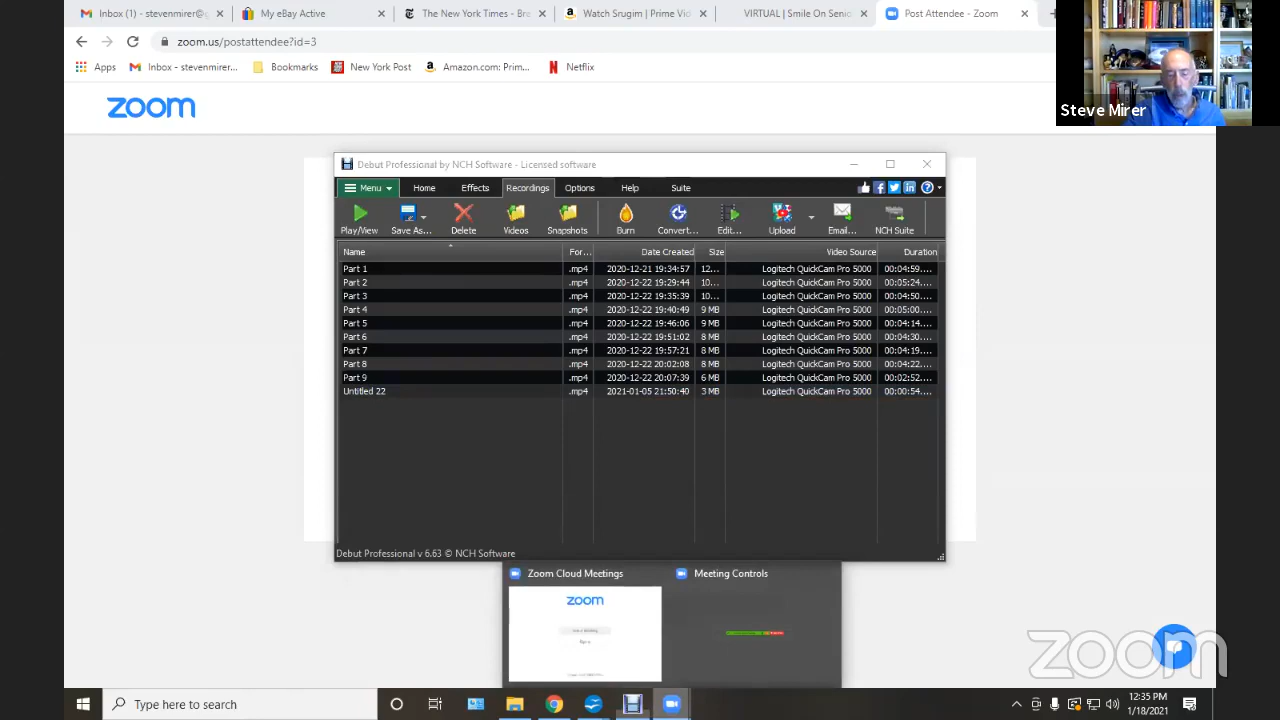 Inbox (1) - stevenmirer@g
My eBay Active
The New York Times - Bre
Watch Srugim | Prime Vid
VIRTUAL | Smile On Senio
Post Attendee - Zoom
zoom.us/postattendee?id=3
Apps
Inbox - stevenmirer...
Bookmarks
New York Post
Amazon.com: Prim...
Netflix
Steve Mirer
zoom
Debut Professional by NCH Software - Licensed software
Menu Home Effects Recordings Options Help Suite
Play/View Save As... Delete Videos Snapshots Burn Convert... Edit... Upload Email... NCH Suite
Name For... Date Created Size Video Source Duration
Part 1 .mp4 2020-12-21 19:34:57 12... Logitech QuickCam Pro 5000 00:04:59....
Part 2 .mp4 2020-12-22 19:29:44 10... Logitech QuickCam Pro 5000 00:05:24....
Part 3 .mp4 2020-12-22 19:35:39 10... Logitech QuickCam Pro 5000 00:04:50....
Part 4 .mp4 2020-12-22 19:40:49 9 MB Logitech QuickCam Pro 5000 00:05:00....
Part 5 .mp4 2020-12-22 19:46:06 9 MB Logitech QuickCam Pro 5000 00:04:14....
Part 6 .mp4 2020-12-22 19:51:02 8 MB Logitech QuickCam Pro 5000 00:04:30....
Part 7 .mp4 2020-12-22 19:57:21 8 MB Logitech QuickCam Pro 5000 00:04:19....
Part 8 .mp4 2020-12-22 20:02:08 8 MB Logitech QuickCam Pro 5000 00:04:22....
Part 9 .mp4 2020-12-22 20:07:39 6 MB Logitech QuickCam Pro 5000 00:02:52....
Untitled 22 .mp4 2021-01-05 21:50:40 3 MB Logitech QuickCam Pro 5000 00:00:54....
Debut Professional v 6.63 © NCH Software
Zoom Cloud Meetings
Meeting Controls
zoom
zoom
Type here to search
12:35 PM
1/18/2021